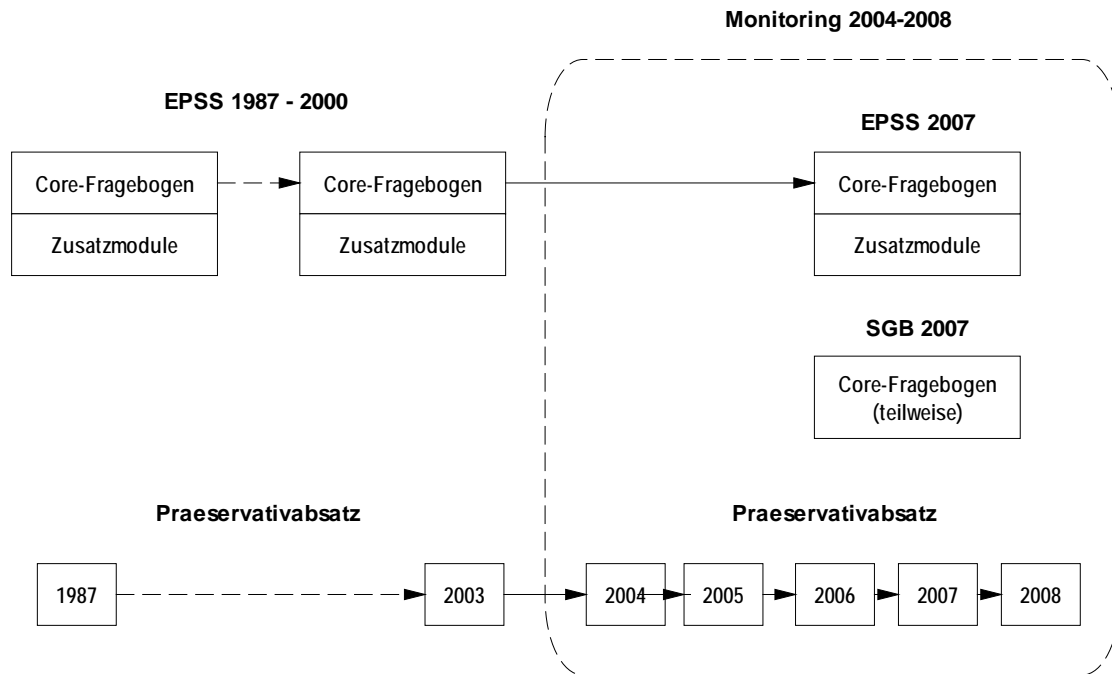 Monitoring 2004-2008
EPSS 1987 - 2000
EPSS 2007
Core-Fragebogen
Core-Fragebogen
Core-Fragebogen
Zusatzmodule
Zusatzmodule
Zusatzmodule
SGB 2007
Core-Fragebogen
(teilweise)
Praeservativabsatz
Praeservativabsatz
1987
2003
2004
2005
2006
2007
2008